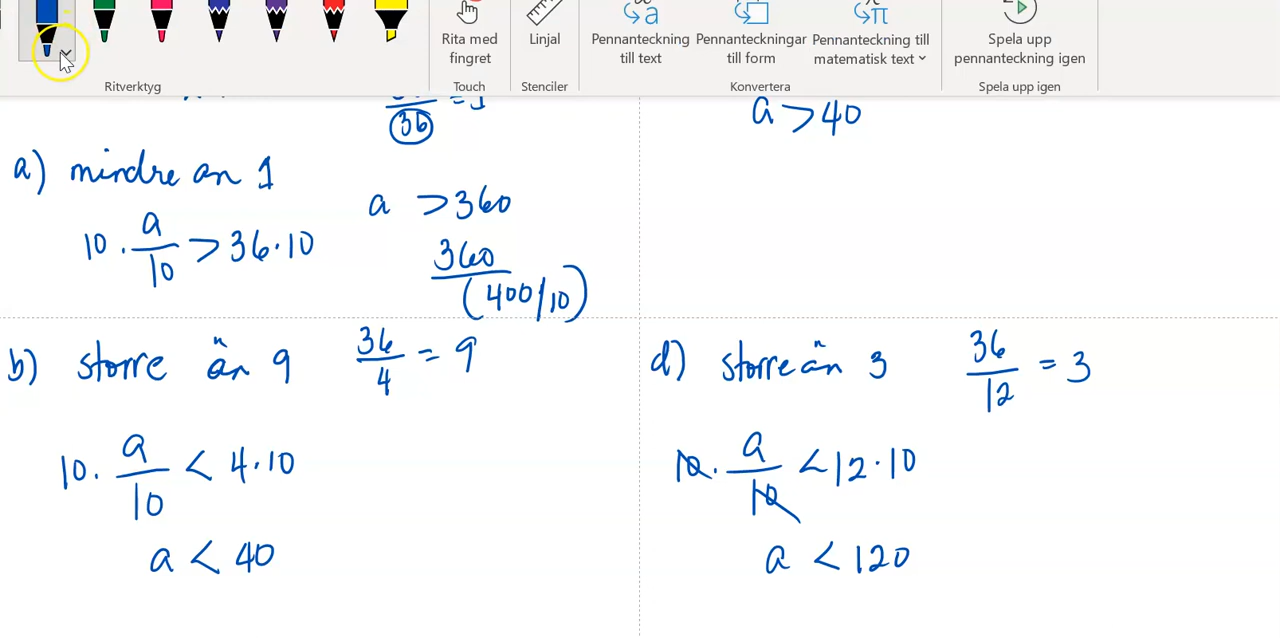 Rita med fingret
Linjal
Pennanteckning till text
Pennanteckningar till form
Pennanteckning till matematisk text
Spela upp pennanteckning igen
Ritverktyg
Touch
Stenciler
Konvertera
Spela upp igen
36 = 1
a > 40
a) mindre än 1
10 · a/10 > 36 · 10
a > 360
360/(400/10)
b) större än 9
36/4 = 9
10 · a/10 < 4 · 10
a < 40
d) större än 3
36/12 = 3
10 · a/10 < 12 · 10
a < 120